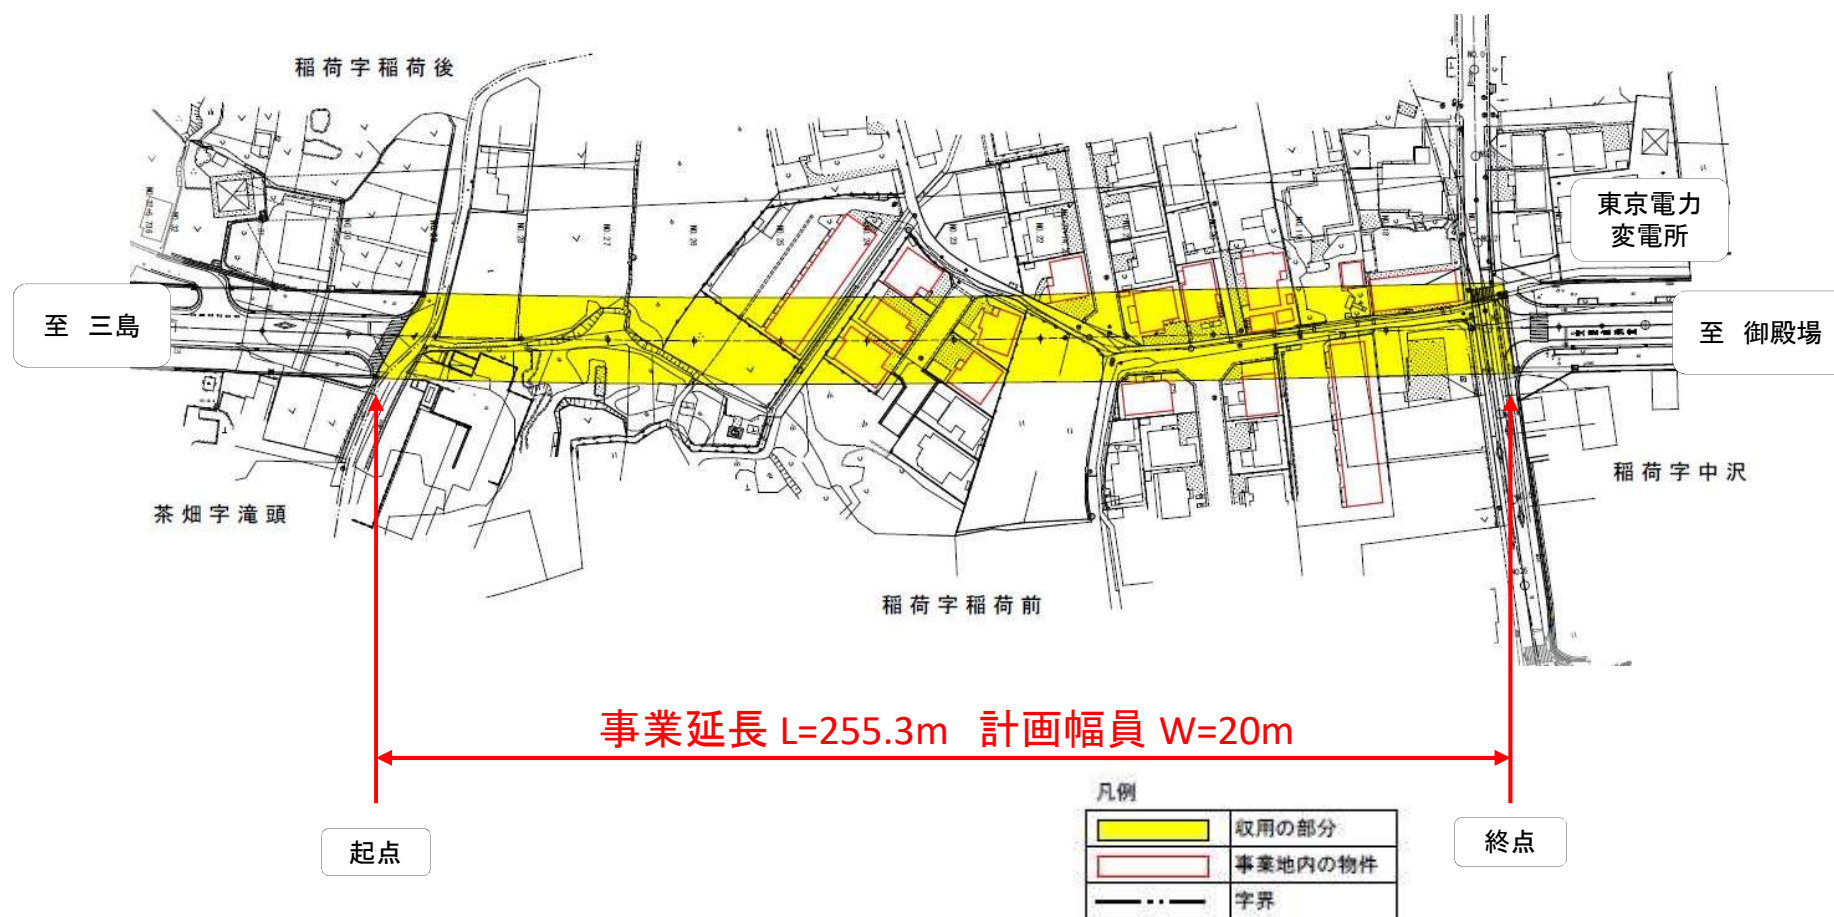 稲荷字稲荷後
東京電力
変電所
至 三島
至 御殿場
稲荷字中沢
茶畑字滝頭
稲荷字稲荷前
事業延長 L=255.3m 計画幅員 W=20m
起点
終点
凡例
収用の部分
事業地内の物件
字界